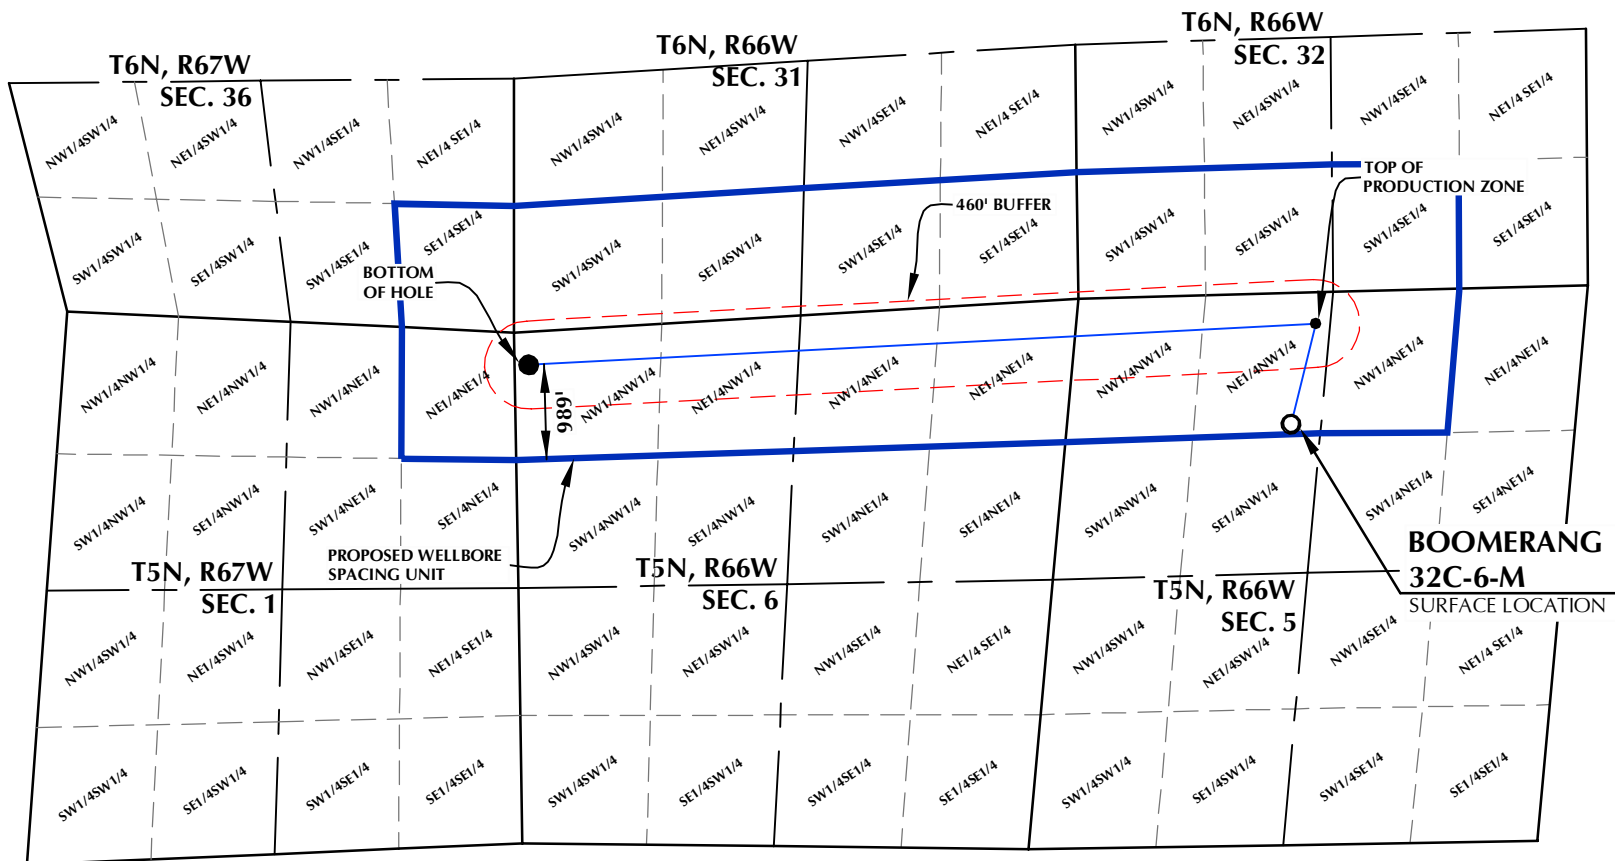 T6N, R67W
SEC. 36
T6N, R66W
SEC. 31
T6N, R66W
SEC. 32
NW1/4SW1/4
NE1/4SW1/4
NW1/4SE1/4
NE1/4 SE1/4
NW1/4SW1/4
NE1/4SW1/4
NW1/4SE1/4
NE1/4 SE1/4
NW1/4SW1/4
NE1/4SW1/4
NW1/4SE1/4
NE1/4 SE1/4
TOP OF
PRODUCTION ZONE
460' BUFFER
SW1/4SW1/4
SE1/4SW1/4
SW1/4SE1/4
SE1/4SE1/4
SW1/4SW1/4
SE1/4SW1/4
SW1/4SE1/4
SE1/4SE1/4
SW1/4SW1/4
SE1/4SW1/4
SW1/4SE1/4
SE1/4SE1/4
BOTTOM
OF HOLE
NW1/4NW1/4
NE1/4NW1/4
NW1/4NE1/4
NE1/4NE1/4
989'
NW1/4NW1/4
NE1/4NW1/4
NW1/4NE1/4
NE1/4NE1/4
NW1/4NW1/4
NE1/4NW1/4
NW1/4NE1/4
NE1/4NE1/4
SW1/4NW1/4
SE1/4NW1/4
SW1/4NE1/4
SE1/4NE1/4
SW1/4NW1/4
SE1/4NW1/4
SW1/4NE1/4
SE1/4NE1/4
SW1/4NW1/4
SE1/4NW1/4
SW1/4NE1/4
SE1/4NE1/4
PROPOSED WELLBORE
SPACING UNIT
BOOMERANG
32C-6-M
SURFACE LOCATION
T5N, R67W
SEC. 1
T5N, R66W
SEC. 6
T5N, R66W
SEC. 5
NW1/4SW1/4
NE1/4SW1/4
NW1/4SE1/4
NE1/4 SE1/4
NW1/4SW1/4
NE1/4SW1/4
NW1/4SE1/4
NE1/4 SE1/4
NW1/4SW1/4
NE1/4SW1/4
NW1/4SE1/4
NE1/4 SE1/4
SW1/4SW1/4
SE1/4SW1/4
SW1/4SE1/4
SE1/4SE1/4
SW1/4SW1/4
SE1/4SW1/4
SW1/4SE1/4
SE1/4SE1/4
SW1/4SW1/4
SE1/4SW1/4
SW1/4SE1/4
SE1/4SE1/4